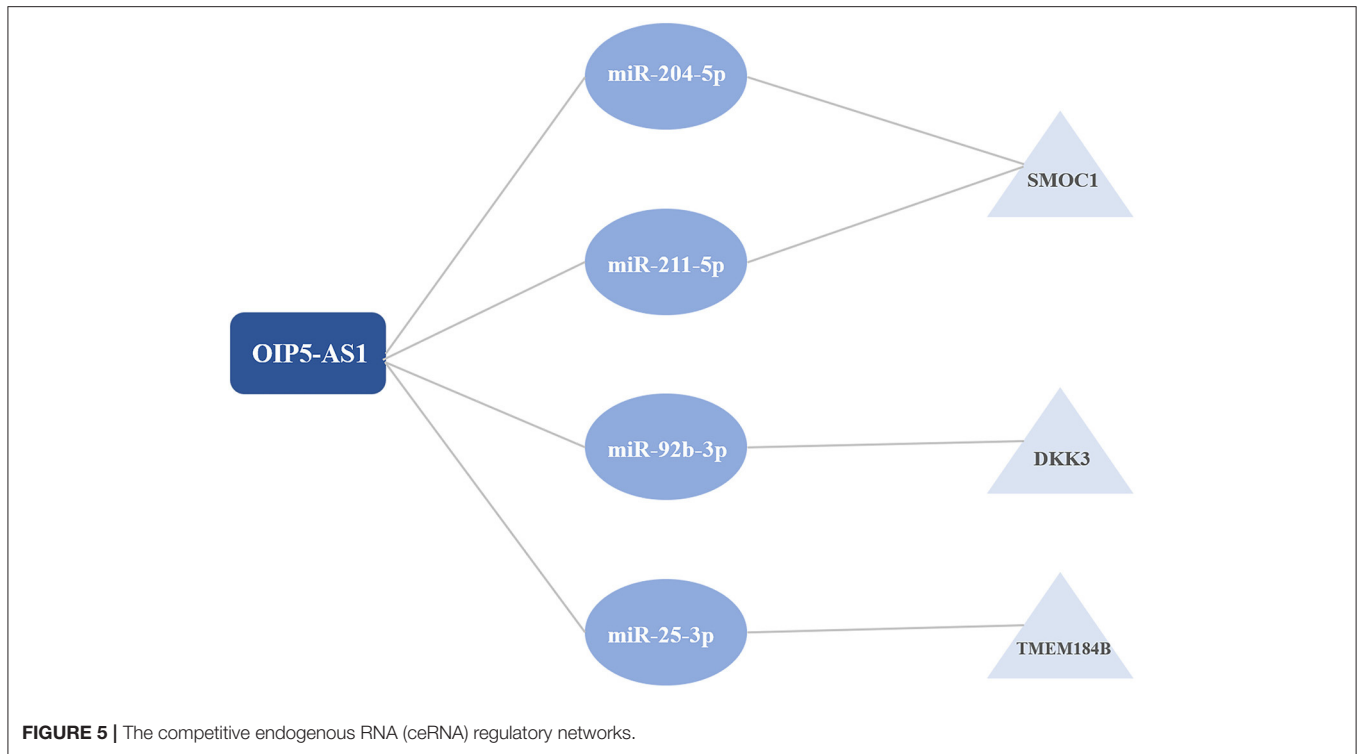 miR-204-5p
SMOC1
miR-211-5p
OIP5-AS1
miR-92b-3p
DKK3
miR-25-3p
TMEM184B
FIGURE 5 | The competitive endogenous RNA (ceRNA) regulatory networks.